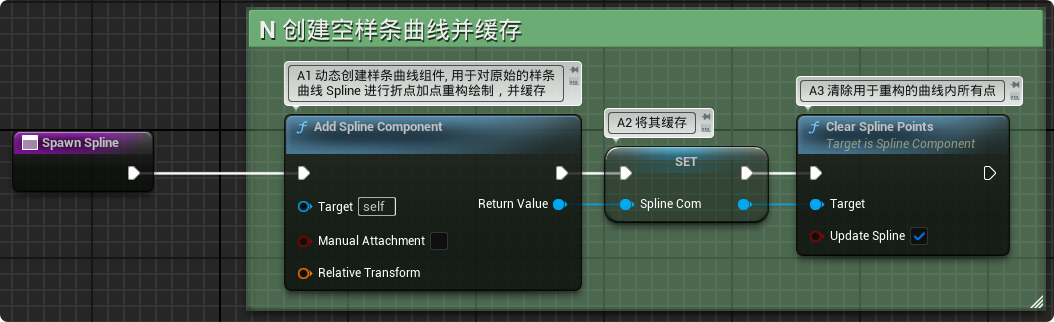 N 创建空样条曲线并缓存
A1 动态创建样条曲线组件, 用于对原始的样条
曲线 Spline 进行折点加点重构绘制，并缓存
A2 将其缓存
A3 清除用于重构的曲线内所有点
Spawn Spline
Add Spline Component
Target self
Return Value
Manual Attachment
Relative Transform
SET
Spline Com
Clear Spline Points
Target is Spline Component
Target
Update Spline